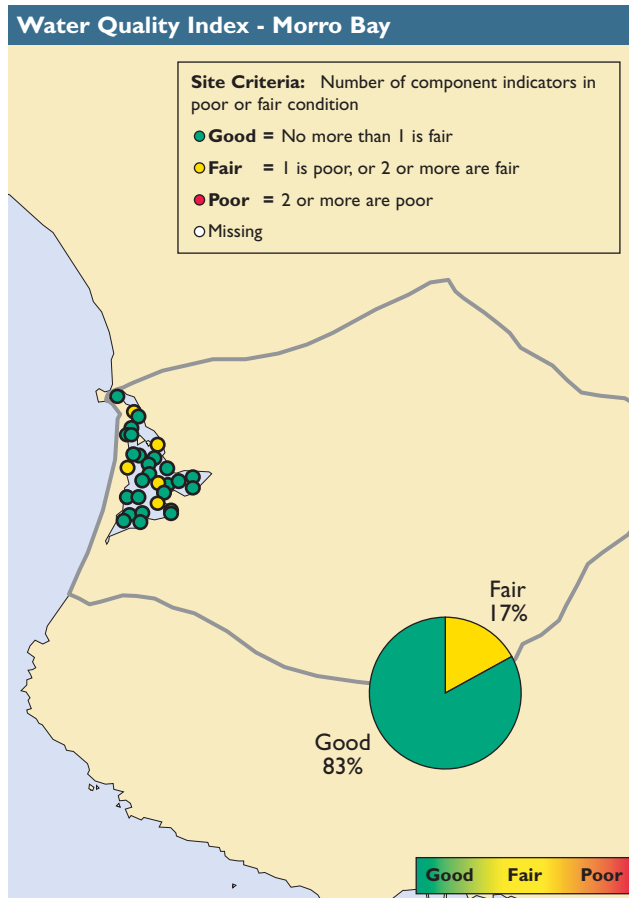 Water Quality Index - Morro Bay
Site Criteria: Number of component indicators in
poor or fair condition
Good = No more than 1 is fair
Fair = 1 is poor, or 2 or more are fair
Poor = 2 or more are poor
Missing
Fair
17%
Good
83%
Good Fair Poor